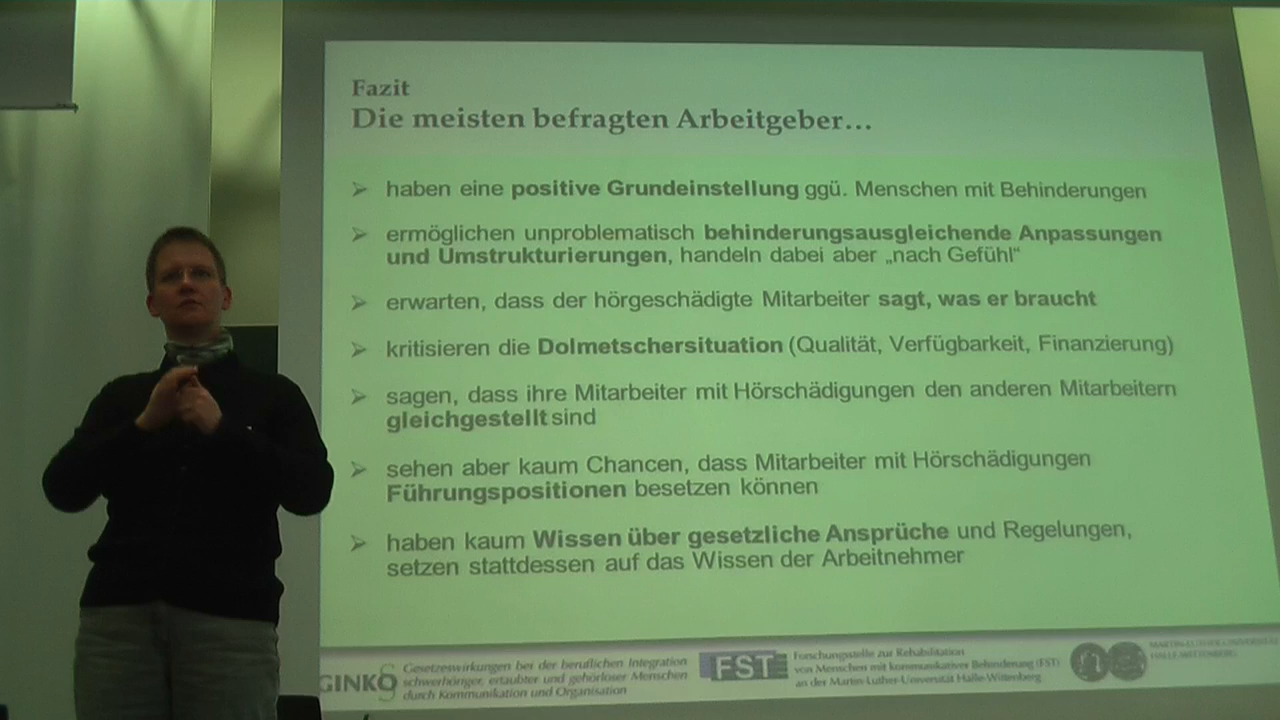 Fazit
Die meisten befragten Arbeitgeber…
➢ haben eine positive Grundeinstellung ggü. Menschen mit Behinderungen
➢ ermöglichen unproblematisch behinderungsausgleichende Anpassungen
und Umstrukturierungen, handeln dabei aber „nach Gefühl“
➢ erwarten, dass der hörgeschädigte Mitarbeiter sagt, was er braucht
➢ kritisieren die Dolmetschersituation (Qualität, Verfügbarkeit, Finanzierung)
➢ sagen, dass ihre Mitarbeiter mit Hörschädigungen den anderen Mitarbeitern
gleichgestellt sind
➢ sehen aber kaum Chancen, dass Mitarbeiter mit Hörschädigungen
Führungspositionen besetzen können
➢ haben kaum Wissen über gesetzliche Ansprüche und Regelungen,
setzen stattdessen auf das Wissen der Arbeitnehmer
GINKO
Gesetzeswirkungen bei der beruflichen Integration
schwerhöriger, ertaubter und gehörloser Menschen
durch Kommunikation und Organisation
FST
Forschungsstelle zur Rehabilitation
von Menschen mit kommunikativer Behinderung (FST)
an der Martin-Luther-Universität Halle-Wittenberg
MARTIN-LUTHER-UNIVERSITÄT
HALLE-WITTENBERG